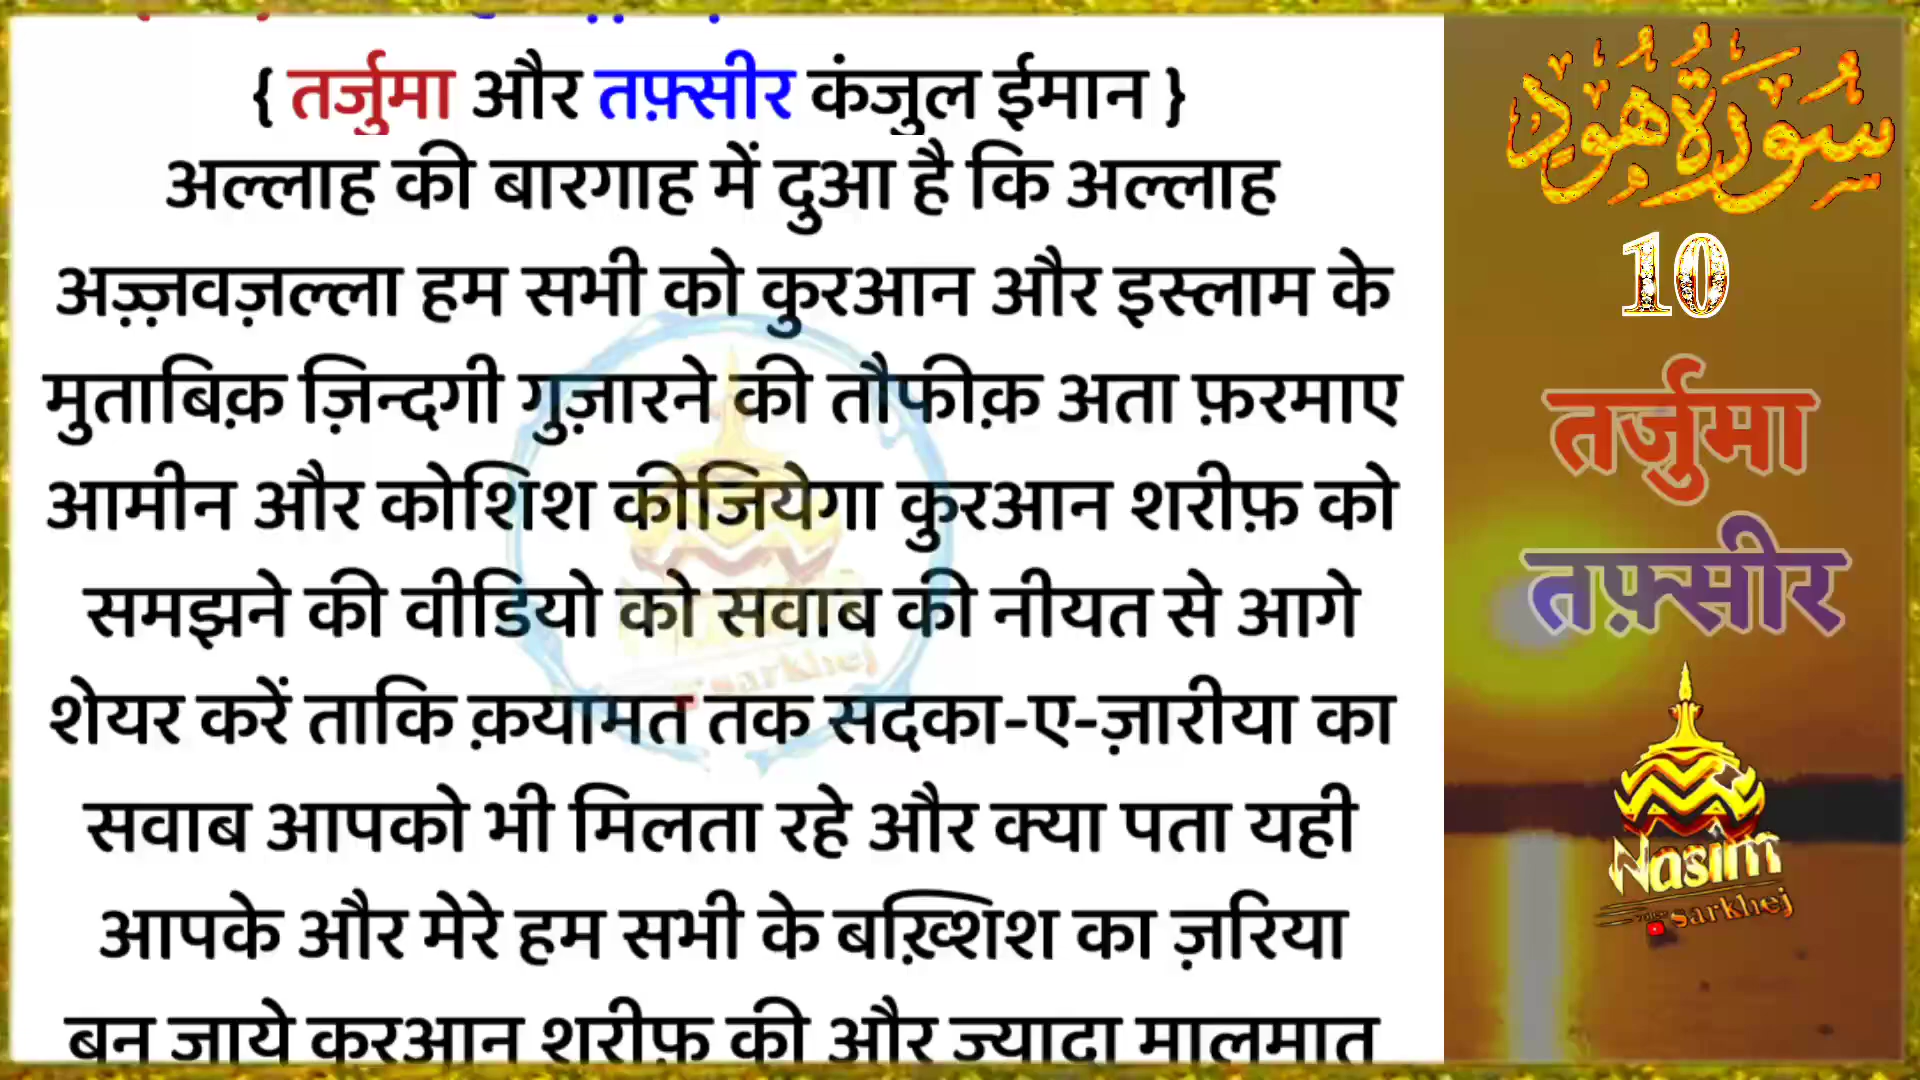 { तर्जुमा और तफ़्सीर कंजुल ईमान }
अल्लाह की बारगाह में दुआ है कि अल्लाह
अज़्ज़वज़ल्ला हम सभी को क़ुरआन और इस्लाम के
मुताबिक़ ज़िन्दगी गुज़ारने की तौफीक़ अता फ़रमाए
आमीन और कोशिश कीजियेगा क़ुरआन शरीफ़ को
समझने की वीडियो को सवाब की नीयत से आगे
शेयर करें ताकि क़यामत तक सदका-ए-ज़ारीया का
सवाब आपको भी मिलता रहे और क्या पता यही
आपके और मेरे हम सभी के बख़्शिश का ज़रिया
बन जाये क़ुरआन शरीफ़ की और ज्यादा मालूमात
سُوْرَةُ هُوْدٍ
10
तर्जुमा
तफ़्सीर
Nasim
sarkhej
sarkhej